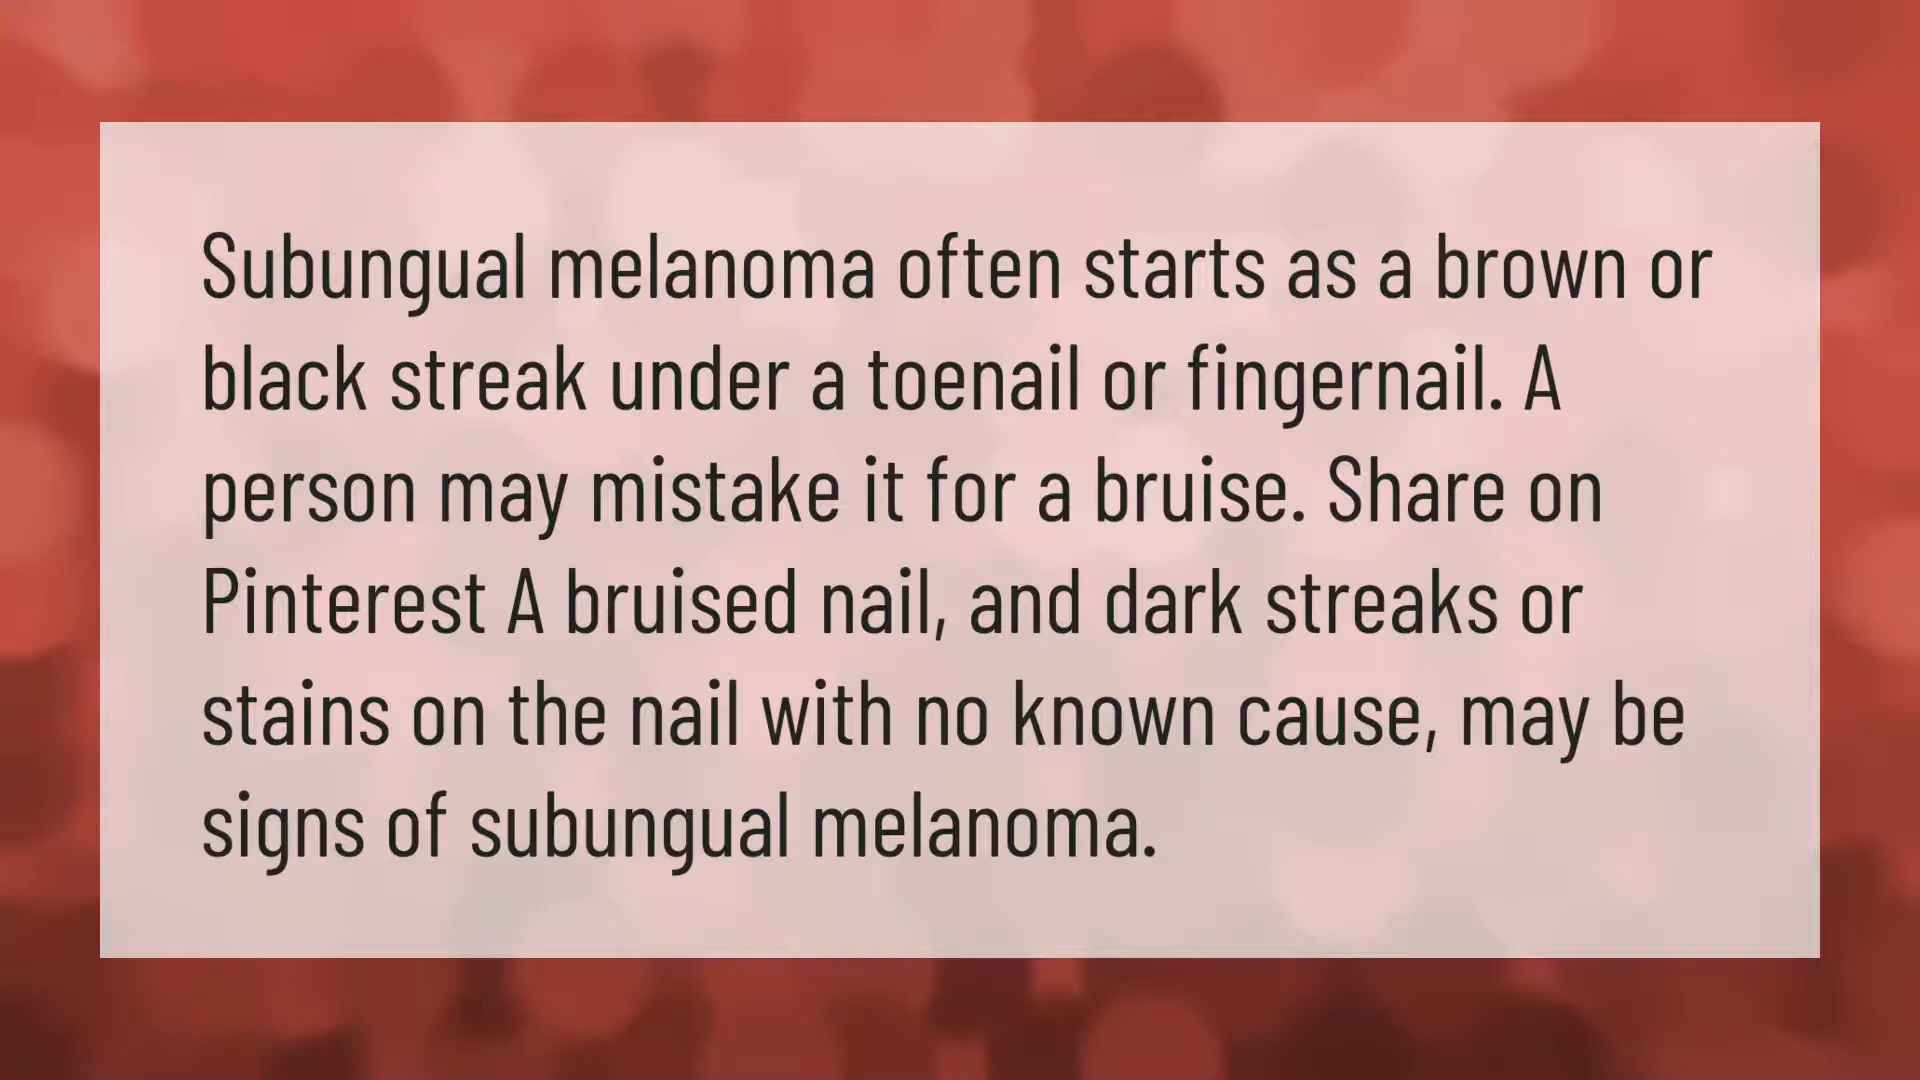 Subungual melanoma often starts as a brown or
black streak under a toenail or fingernail. A
person may mistake it for a bruise. Share on
Pinterest A bruised nail, and dark streaks or
stains on the nail with no known cause, may be
signs of subungual melanoma.